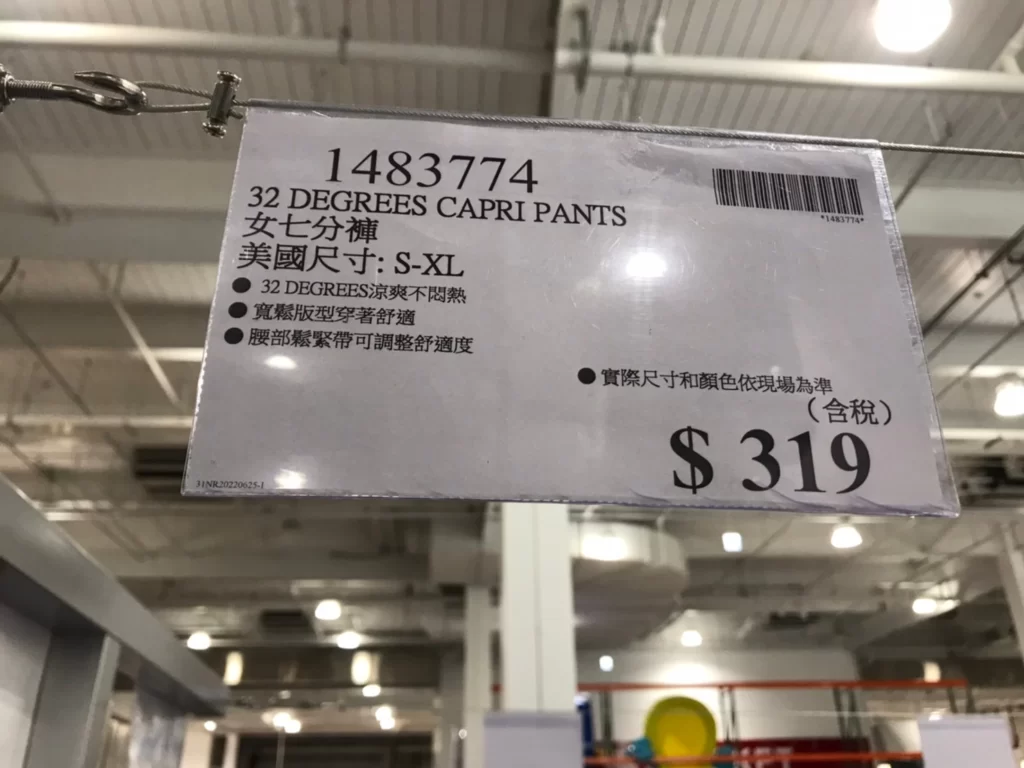 1483774
*1483774*
32 DEGREES CAPRI PANTS
女七分褲
美國尺寸: S-XL
● 32 DEGREES涼爽不悶熱
● 寬鬆版型穿著舒適
● 腰部鬆緊帶可調整舒適度
● 實際尺寸和顏色依現場為準
(含稅)
$ 319
31NR20220625-1